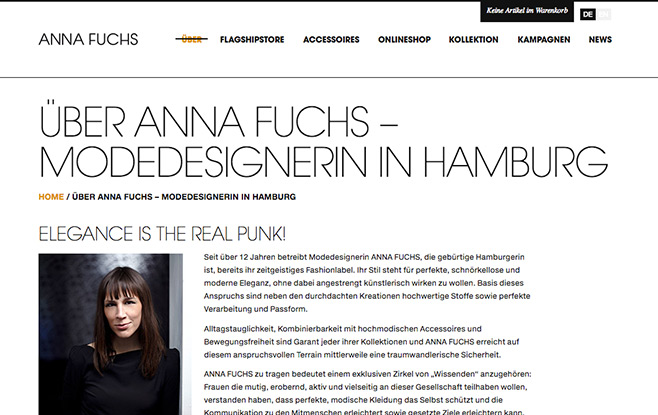 Keine Artikel im Warenkorb
DE
ANNA FUCHS
ÜBER FLAGSHIPSTORE ACCESSOIRES ONLINESHOP KOLLEKTION KAMPAGNEN NEWS
ÜBER ANNA FUCHS –
MODEDESIGNERIN IN HAMBURG
HOME / ÜBER ANNA FUCHS – MODEDESIGNERIN IN HAMBURG
ELEGANCE IS THE REAL PUNK!
Seit über 12 Jahren betreibt Modedesignerin ANNA FUCHS, die gebürtige Hamburgerin
ist, bereits ihr zeitgeistiges Fashionlabel. Ihr Stil steht für perfekte, schnörkellose und
moderne Eleganz, ohne dabei angestrengt künstlerisch wirken zu wollen. Basis dieses
Anspruchs sind neben den durchdachten Kreationen hochwertige Stoffe sowie perfekte
Verarbeitung und Passform.
Alltagstauglichkeit, Kombinierbarkeit mit hochmodischen Accessoires und
Bewegungsfreiheit sind Garant jeder ihrer Kollektionen und ANNA FUCHS erreicht auf
diesem anspruchsvollen Terrain mittlerweile eine traumwandlerische Sicherheit.
ANNA FUCHS zu tragen bedeutet einem exklusiven Zirkel von „Wissenden“ anzugehören:
Frauen die mutig, erobernd, aktiv und vielseitig an dieser Gesellschaft teilhaben wollen,
verstanden haben, dass perfekte, modische Kleidung das Selbst schützt und die
Kommunikation zu den Mitmenschen erleichtert sowie gesetzte Ziele erleichtern kann.